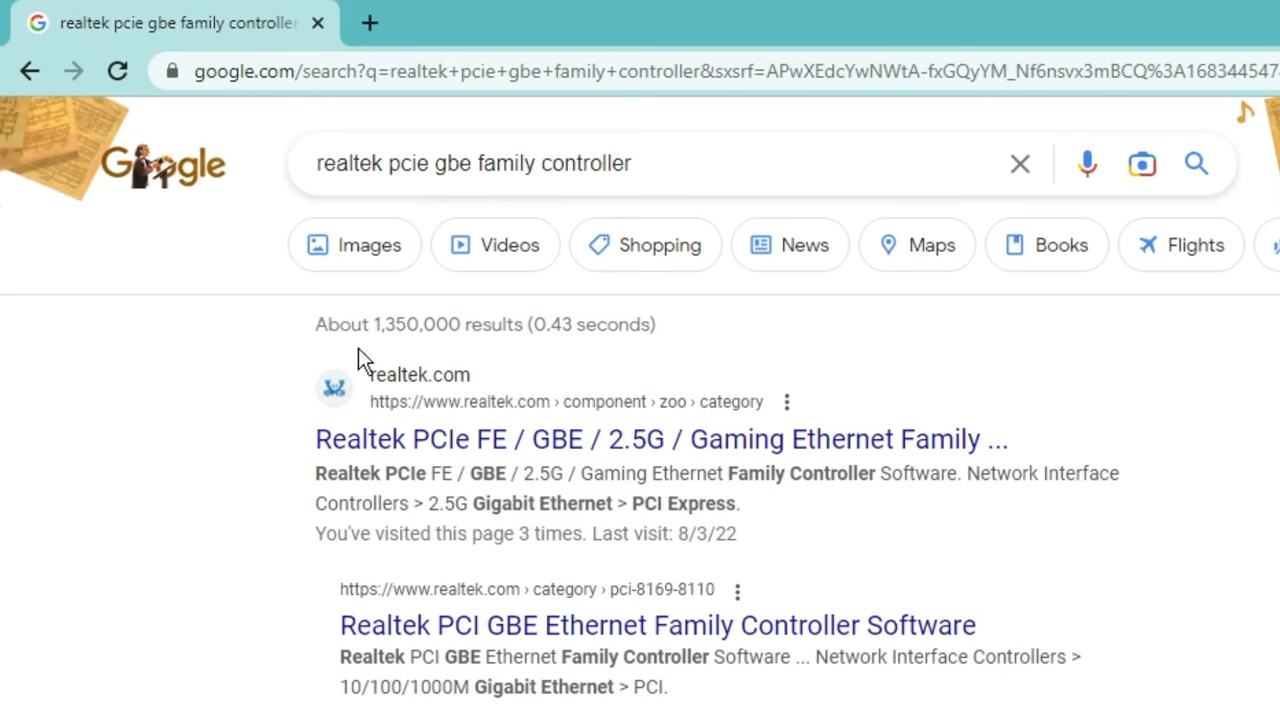 realtek pcie gbe family controller
google.com/search?q=realtek+pcie+gbe+family+controller&sxsrf=APwXEdcYwNWtA-fxGQyYM_Nf6nsvx3mBCQ%3A168344547
Google
realtek pcie gbe family controller
Images Videos Shopping News Maps Books Flights
About 1,350,000 results (0.43 seconds)
realtek.com
https://www.realtek.com › component › zoo › category
Realtek PCIe FE / GBE / 2.5G / Gaming Ethernet Family ...
Realtek PCIe FE / GBE / 2.5G / Gaming Ethernet Family Controller Software. Network Interface
Controllers > 2.5G Gigabit Ethernet > PCI Express.
You've visited this page 3 times. Last visit: 8/3/22
https://www.realtek.com › category › pci-8169-8110
Realtek PCI GBE Ethernet Family Controller Software
Realtek PCI GBE Ethernet Family Controller Software ... Network Interface Controllers >
10/100/1000M Gigabit Ethernet > PCI.